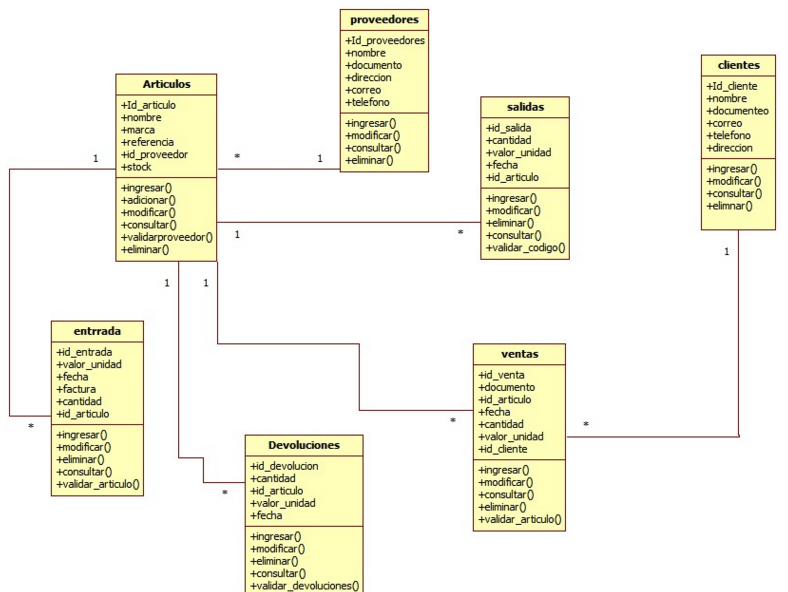 proveedores
+Id_proveedores
+nombre
+documento
+direccion
+correo
+telefono
+ingresar()
+modificar()
+consultar()
+eliminar()
clientes
+Id_cliente
+nombre
+documenteo
+correo
+telefono
+direccion
+ingresar()
+modificar()
+consultar()
+elimnar()
Articulos
+Id_articulo
+nombre
+marca
+referencia
+id_proveedor
+stock
+ingresar()
+adicionar()
+modificar()
+consultar()
+validarproveedor()
+eliminar()
salidas
+id_salida
+cantidad
+valor_unidad
+fecha
+id_articulo
+ingresar()
+modificar()
+eliminar()
+consultar()
+validar_codigo()
1
*
1
1
*
1
1
1
entrrada
+id_entrada
+valor_unidad
+fecha
+factura
+cantidad
+id_articulo
+ingresar()
+modificar()
+eliminar()
+consultar()
+validar_articulo()
*
ventas
+id_venta
+documento
+id_articulo
+fecha
+cantidad
+valor_unidad
+id_cliente
+ingresar()
+modificar()
+consultar()
+eliminar()
+validar_articulo()
*
*
Devoluciones
+id_devolucion
+cantidad
+id_articulo
+valor_unidad
+fecha
+ingresar()
+modificar()
+eliminar()
+consultar()
+validar_devoluciones()
*